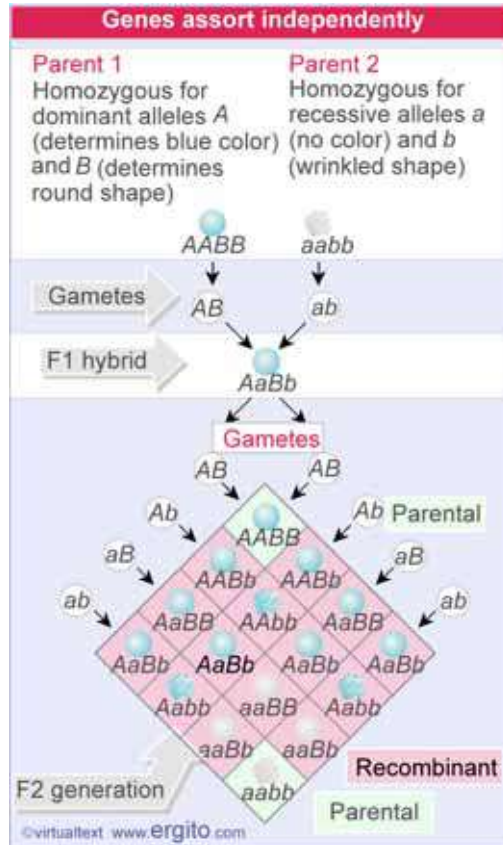 Genes assort independently
Parent 1
Homozygous for
dominant alleles A
(determines blue color)
and B (determines
round shape)
Parent 2
Homozygous for
recessive alleles a
(no color) and b
(wrinkled shape)
AABB
aabb
Gametes
AB
ab
F1 hybrid
AaBb
Gametes
AB
AB
Ab
Ab
Parental
AABB
aB
aB
AABb
AABb
ab
ab
AaBB
AAbb
AaBB
AaBb
AaBb
AaBb
AaBb
Aabb
aaBB
Aabb
aaBb
aaBb
Recombinant
F2 generation
aabb
Parental
©virtualtext www.ergito.com